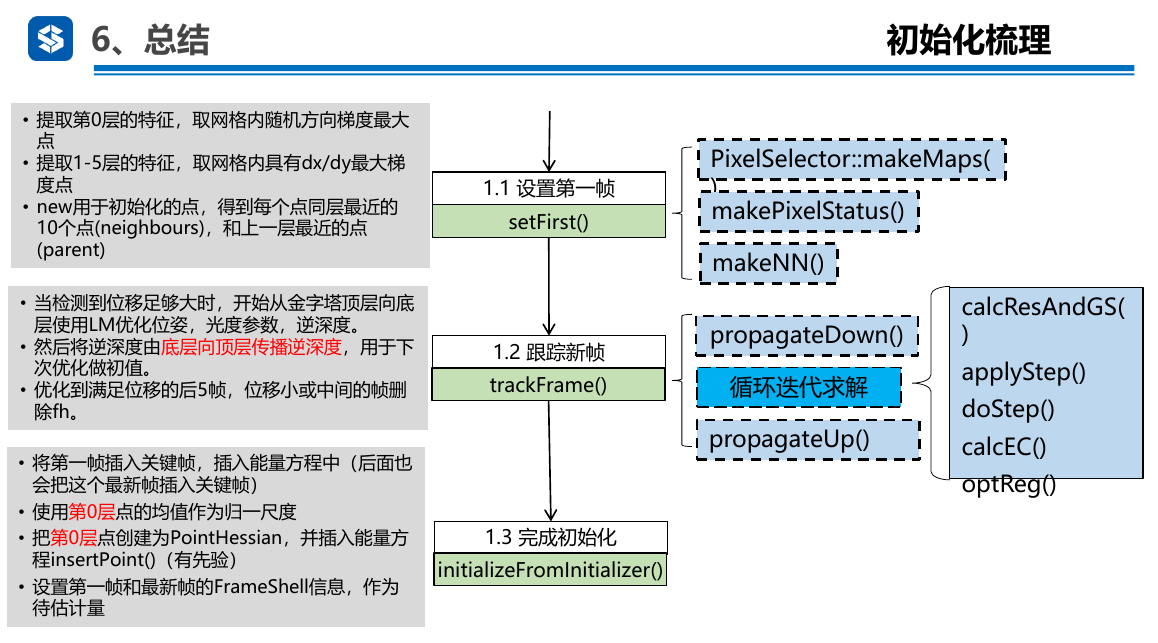 6、总结
初始化梳理
• 提取第0层的特征，取网格内随机方向梯度最大
点
• 提取1-5层的特征，取网格内具有dx/dy最大梯
度点
• new用于初始化的点，得到每个点同层最近的
10个点(neighbours)，和上一层最近的点
(parent)
1.1 设置第一帧
setFirst()
PixelSelector::makeMaps(
)
makePixelStatus()
makeNN()
• 当检测到位移足够大时，开始从金字塔顶层向底
层使用LM优化位姿，光度参数，逆深度。
• 然后将逆深度由底层向顶层传播逆深度，用于下
次优化做初值。
• 优化到满足位移的后5帧，位移小或中间的帧删
除fh。
1.2 跟踪新帧
trackFrame()
propagateDown()
循环迭代求解
propagateUp()
calcResAndGS(
)
applyStep()
doStep()
calcEC()
optReg()
• 将第一帧插入关键帧，插入能量方程中（后面也
会把这个最新帧插入关键帧）
• 使用第0层点的均值作为归一尺度
• 把第0层点创建为PointHessian，并插入能量方
程insertPoint()（有先验）
• 设置第一帧和最新帧的FrameShell信息，作为
待估计量
1.3 完成初始化
initializeFromInitializer()